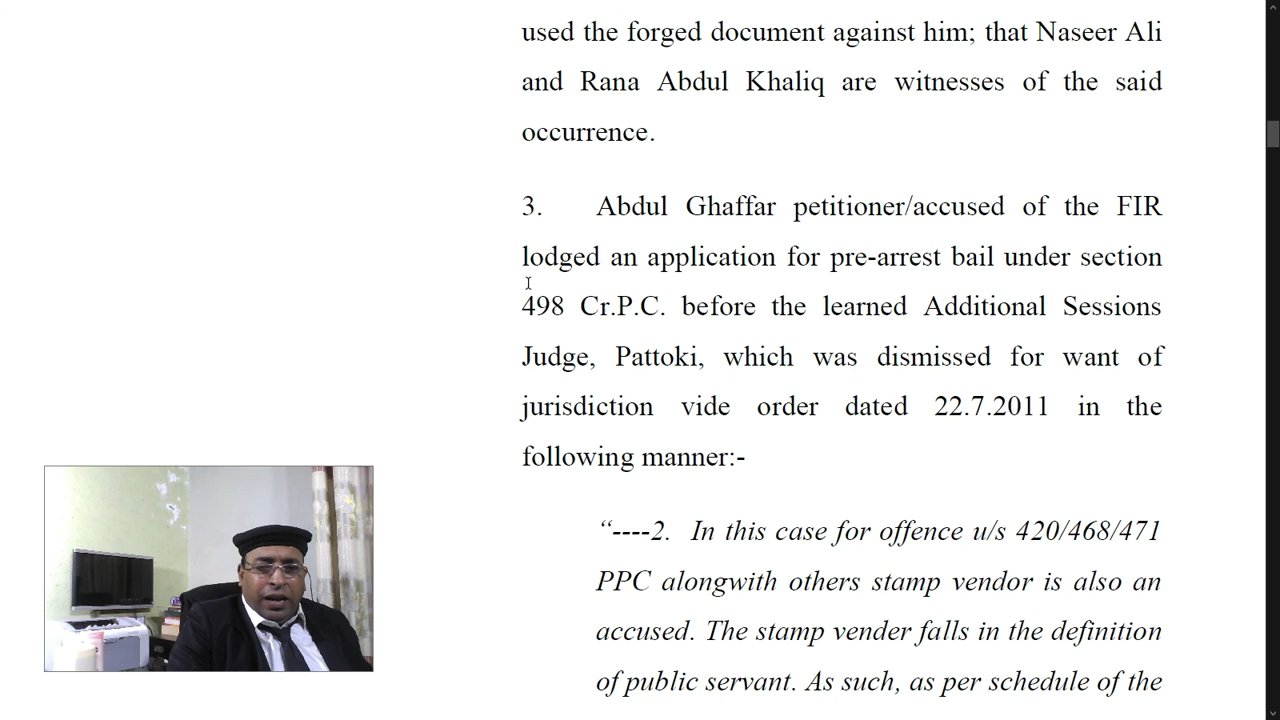 used the forged document against him; that Naseer Ali
and Rana Abdul Khaliq are witnesses of the said
occurrence.
3. Abdul Ghaffar petitioner/accused of the FIR
lodged an application for pre-arrest bail under section
498 Cr.P.C. before the learned Additional Sessions
Judge, Pattoki, which was dismissed for want of
jurisdiction vide order dated 22.7.2011 in the
following manner:-
“----2. In this case for offence u/s 420/468/471
PPC alongwith others stamp vendor is also an
accused. The stamp vender falls in the definition
of public servant. As such, as per schedule of the